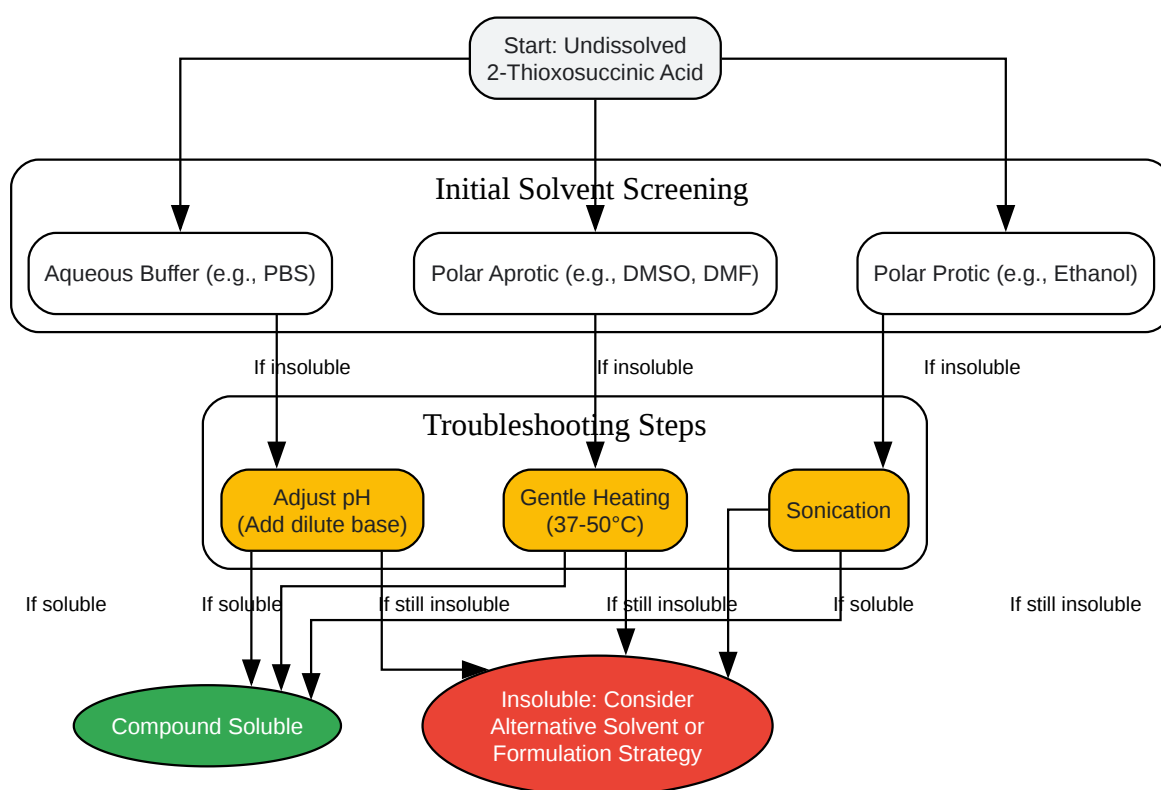 Start: Undissolved
2-Thioxosuccinic Acid
Initial Solvent Screening
Aqueous Buffer (e.g., PBS)
Polar Aprotic (e.g., DMSO, DMF)
Polar Protic (e.g., Ethanol)
If insoluble
If insoluble
If insoluble
Troubleshooting Steps
Adjust pH
(Add dilute base)
Gentle Heating
(37-50°C)
Sonication
If soluble
If soluble
If still insoluble
If still insoluble
If soluble
If still insoluble
Compound Soluble
Insoluble: Consider
Alternative Solvent or
Formulation Strategy